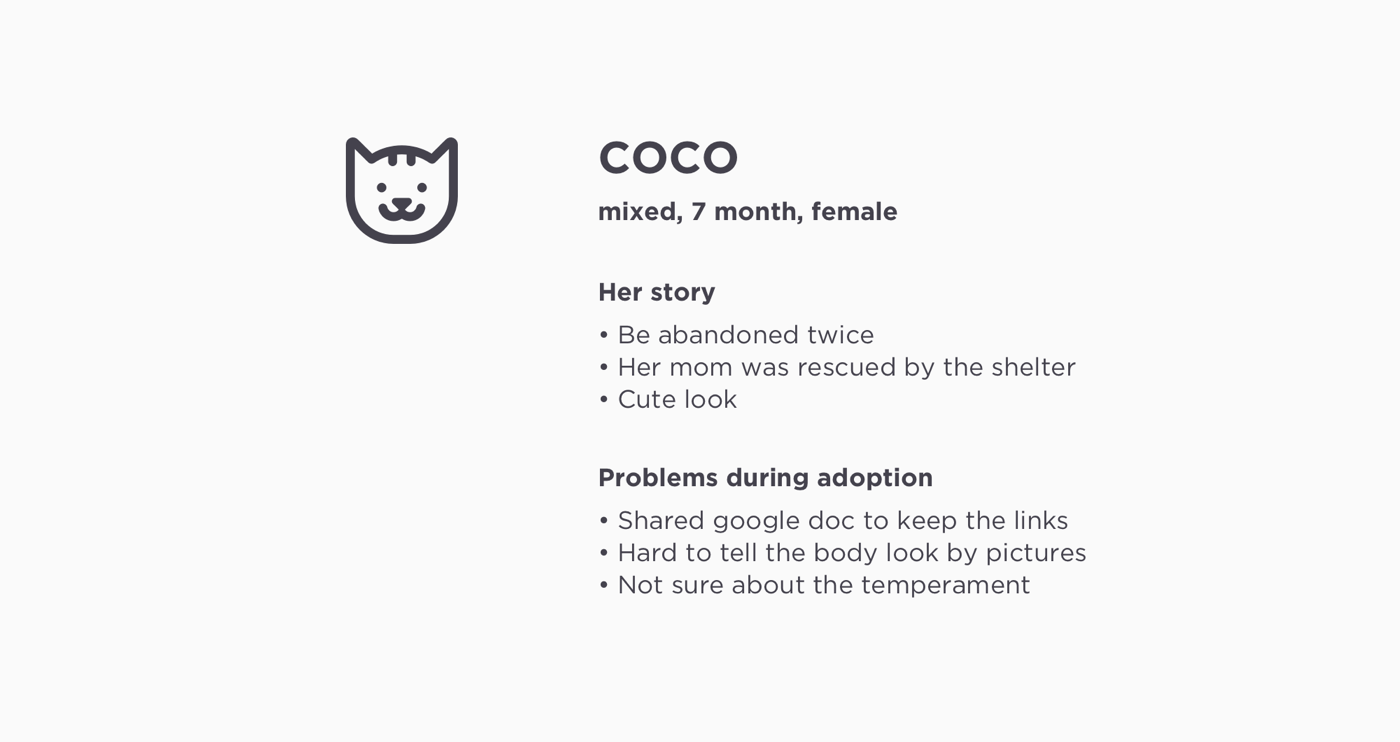 COCO
mixed, 7 month, female
Her story
• Be abandoned twice
• Her mom was rescued by the shelter
• Cute look
Problems during adoption
• Shared google doc to keep the links
• Hard to tell the body look by pictures
• Not sure about the temperament